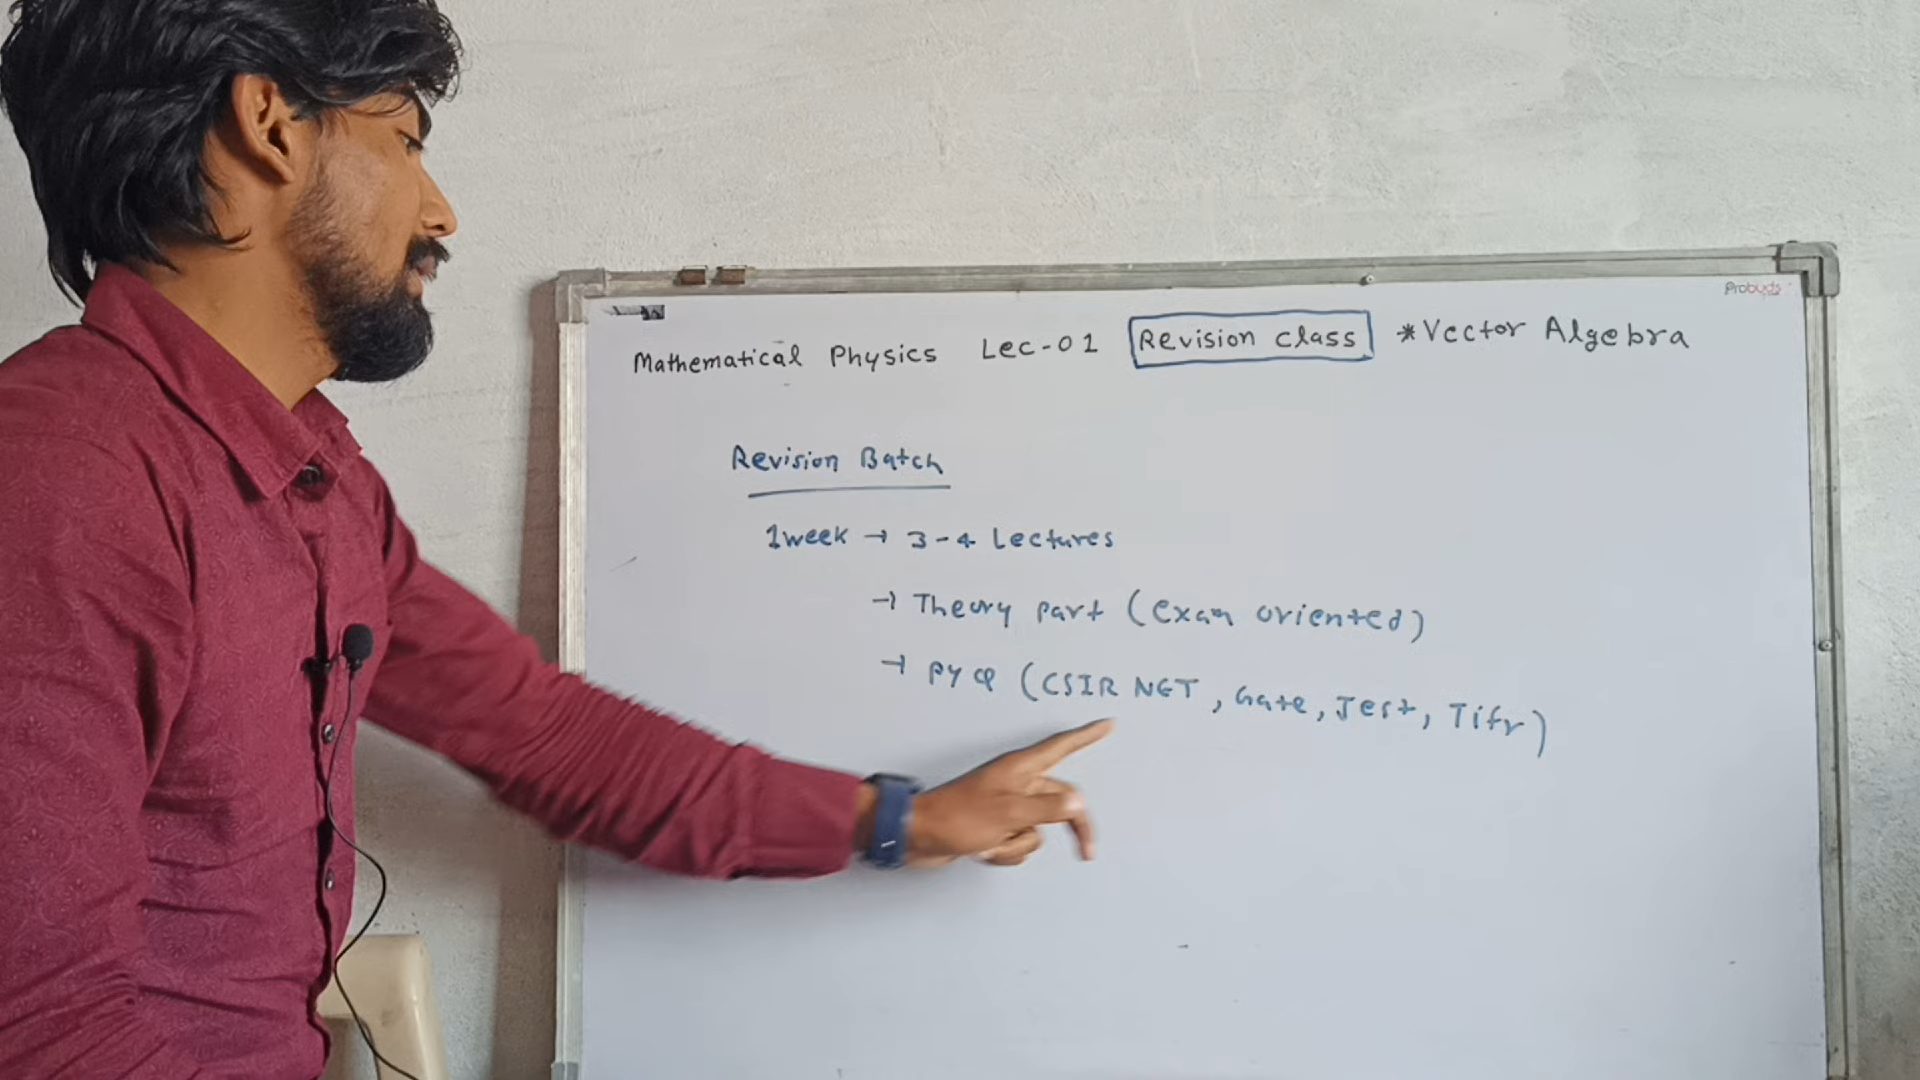 Probuds
Mathematical Physics Lec-01 Revision class *Vector Algebra
Revision Batch
1week → 3-4 Lectures
→ Theory part (exam oriented)
→ PYQ (CSIR NET, Gate, Jest, Tifr)